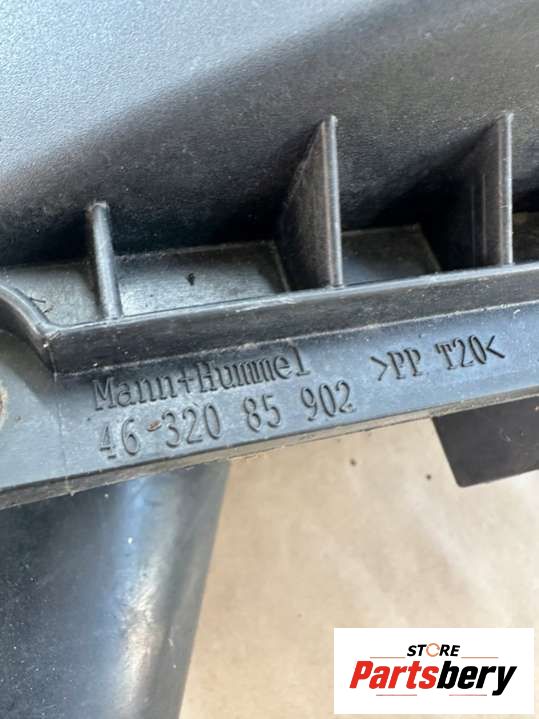 Mann+Hummel
>PP T20<
46 320 85 902
STORE
Partsbery